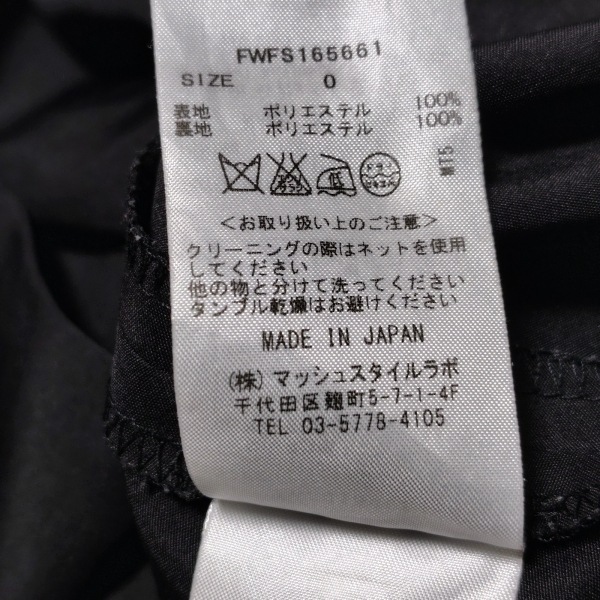 FWFS165661
SIZE 0
表地 ポリエステル 100%
裏地 ポリエステル 100%
低
MT5
<お取り扱い上のご注意>
クリーニングの際はネットを使用
してください
他の物と分けて洗ってください
タンブル乾燥はお避けください
MADE IN JAPAN
(株)マッシュスタイルラボ
千代田区麹町5-7-1-4F
TEL 03-5778-4105